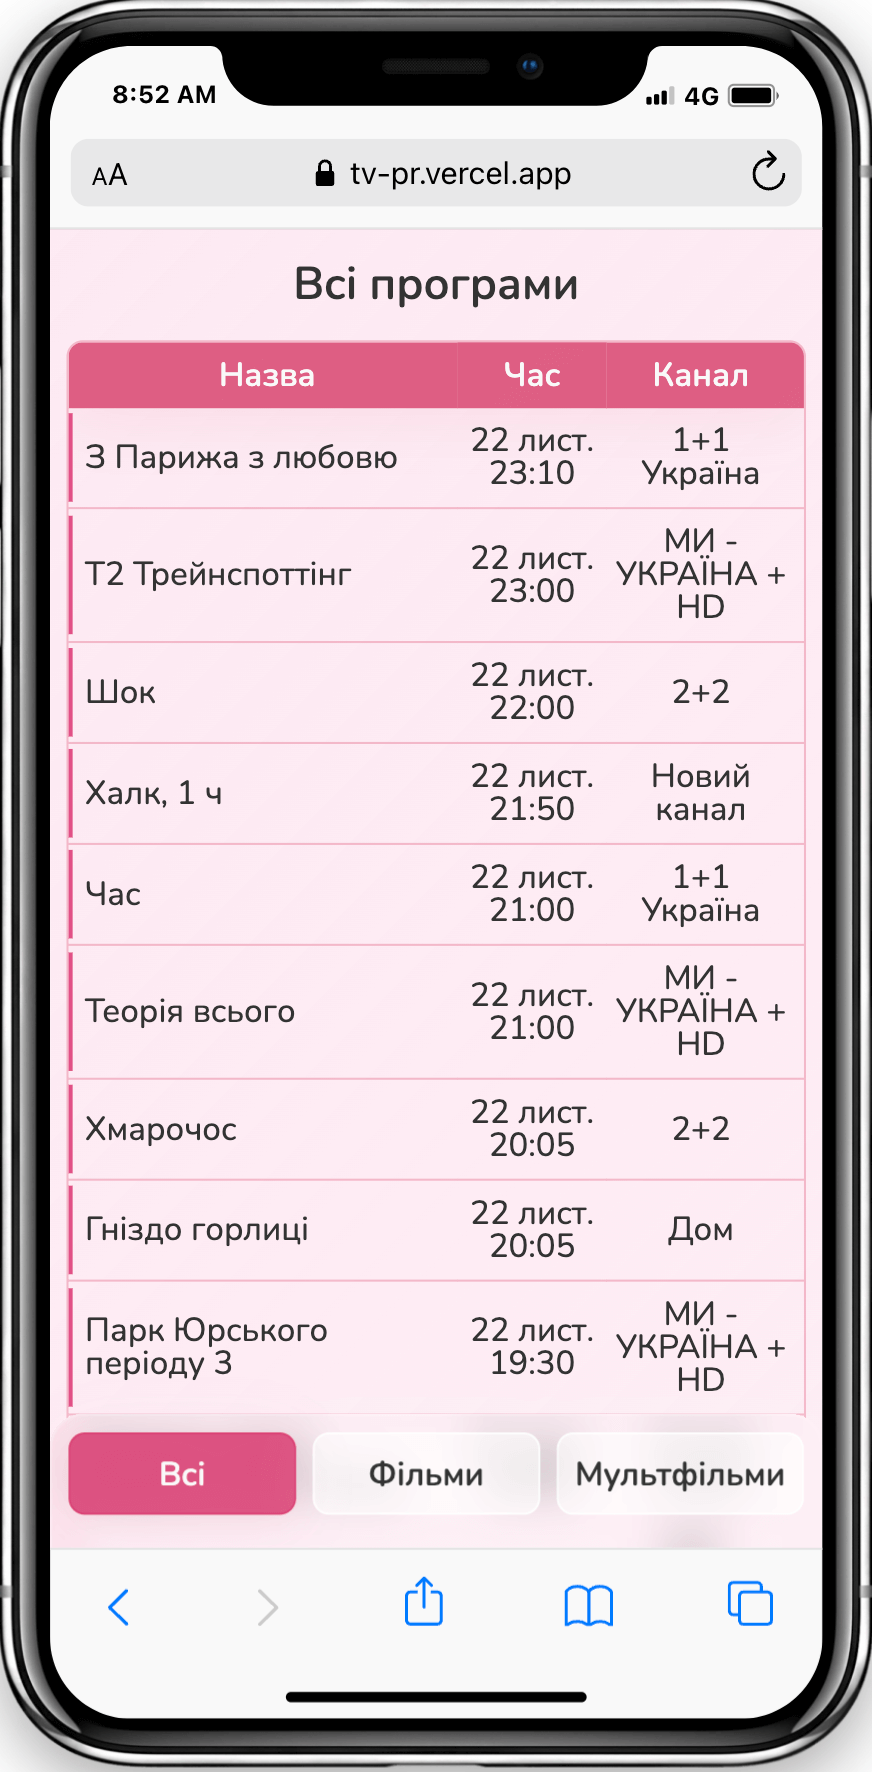 8:52 AM
4G
AA
tv-pr.vercel.app
Всі програми
Назва Час Канал
З Парижа з любовю
22 лист.
23:10
1+1
Україна
Т2 Трейнспоттінг
22 лист.
23:00
МИ -
УКРАЇНА +
HD
Шок
22 лист.
22:00
2+2
Халк, 1 ч
22 лист.
21:50
Новий
канал
Час
22 лист.
21:00
1+1
Україна
Теорія всього
22 лист.
21:00
МИ -
УКРАЇНА +
HD
Хмарочос
22 лист.
20:05
2+2
Гніздо горлиці
22 лист.
20:05
Дом
Парк Юрського
періоду 3
22 лист.
19:30
МИ -
УКРАЇНА +
HD
Всі
Фільми
Мультфільми